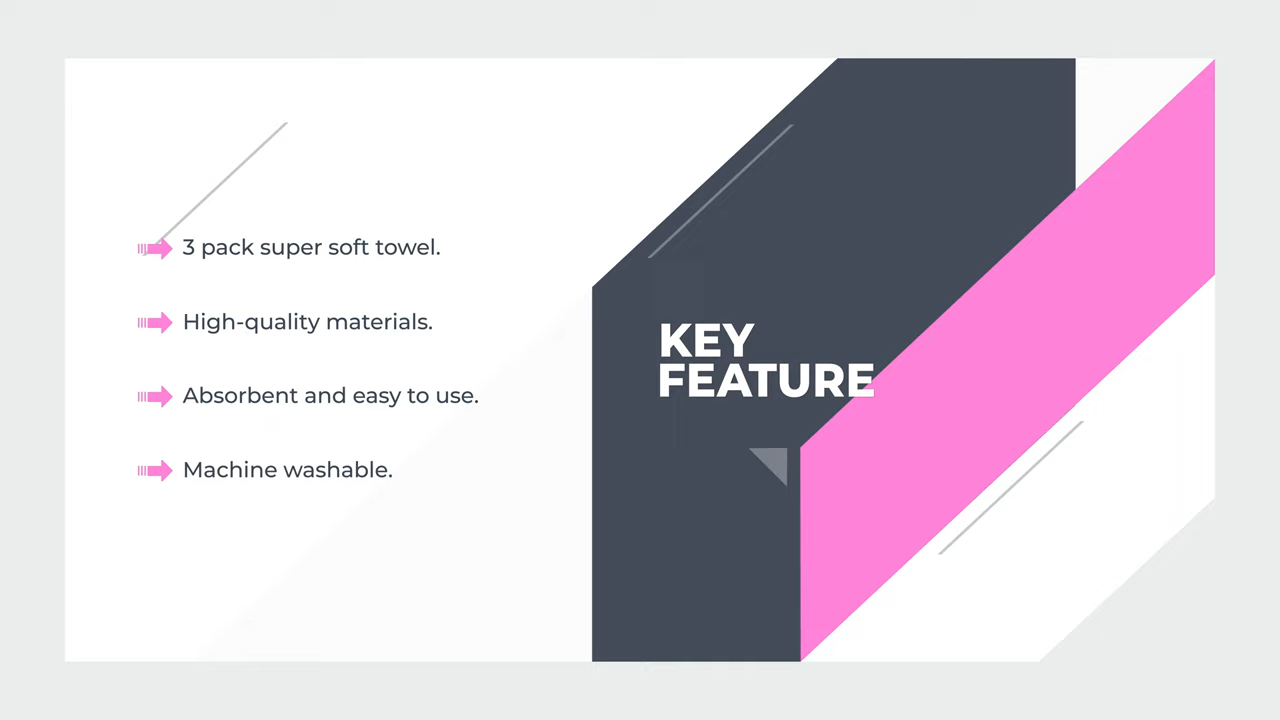 3 pack super soft towel.
High-quality materials.
Absorbent and easy to use.
Machine washable.
KEY
FEATURE